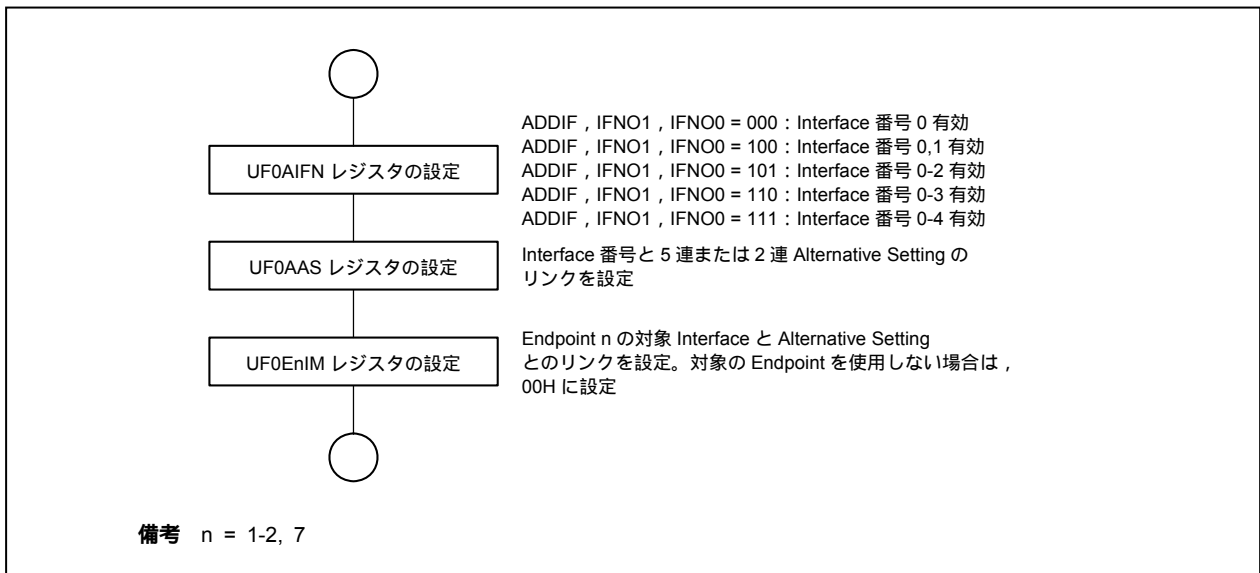 UF0AIFN レジスタの設定
ADDIF , IFNO1 , IFNO0 = 000 : Interface 番号 0 有効
ADDIF , IFNO1 , IFNO0 = 100 : Interface 番号 0,1 有効
ADDIF , IFNO1 , IFNO0 = 101 : Interface 番号 0-2 有効
ADDIF , IFNO1 , IFNO0 = 110 : Interface 番号 0-3 有効
ADDIF , IFNO1 , IFNO0 = 111 : Interface 番号 0-4 有効
UF0AAS レジスタの設定
Interface 番号と 5 連または 2 連 Alternative Setting の
リンクを設定
UF0EnIM レジスタの設定
Endpoint n の対象 Interface と Alternative Setting
とのリンクを設定。対象の Endpoint を使用しない場合は ,
00H に設定
備考 n = 1-2, 7